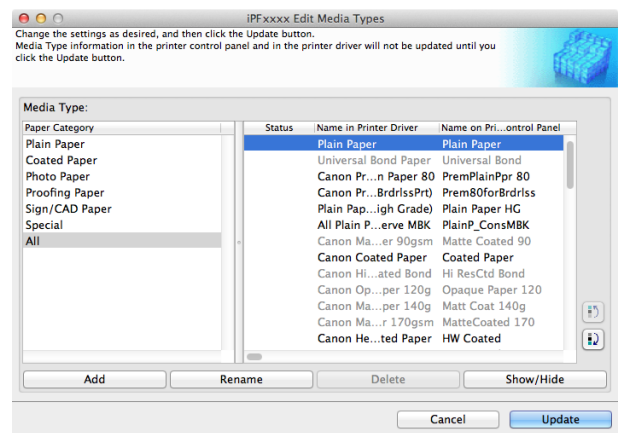 iPFxxxx Edit Media Types
Change the settings as desired, and then click the Update button.
Media Type information in the printer control panel and in the printer driver will not be updated until you
click the Update button.
Media Type:
Paper Category
Plain Paper
Coated Paper
Photo Paper
Proofing Paper
Sign/CAD Paper
Special
All
Status Name in Printer Driver Name on Pri...ontrol Panel
Plain Paper Plain Paper
Universal Bond Paper Universal Bond
Canon Pr...n Paper 80 PremPlainPpr 80
Canon Pr...BrdrlssPrt) Prem80forBrdrlss
Plain Pap...igh Grade) Plain Paper HG
All Plain P...erve MBK PlainP_ConsMBK
Canon Ma...er 90gsm Matte Coated 90
Canon Coated Paper Coated Paper
Canon Hi...ated Bond Hi ResCtd Bond
Canon Op...per 120g Opaque Paper 120
Canon Ma...per 140g Matt Coat 140g
Canon Ma...r 170gsm MatteCoated 170
Canon He...ted Paper HW Coated
Add Rename Delete Show/Hide
Cancel Update